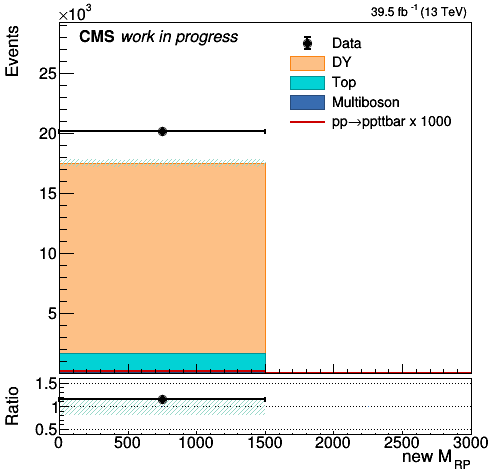 ×10³
39.5 fb⁻¹ (13 TeV)
Events
CMS work in progress
Data
DY
Top
Multiboson
pp→ppttbar x 1000
25
20
15
10
5
Ratio
1.5
1
0.5
0 500 1000 1500 2000 2500 3000
new M_RP